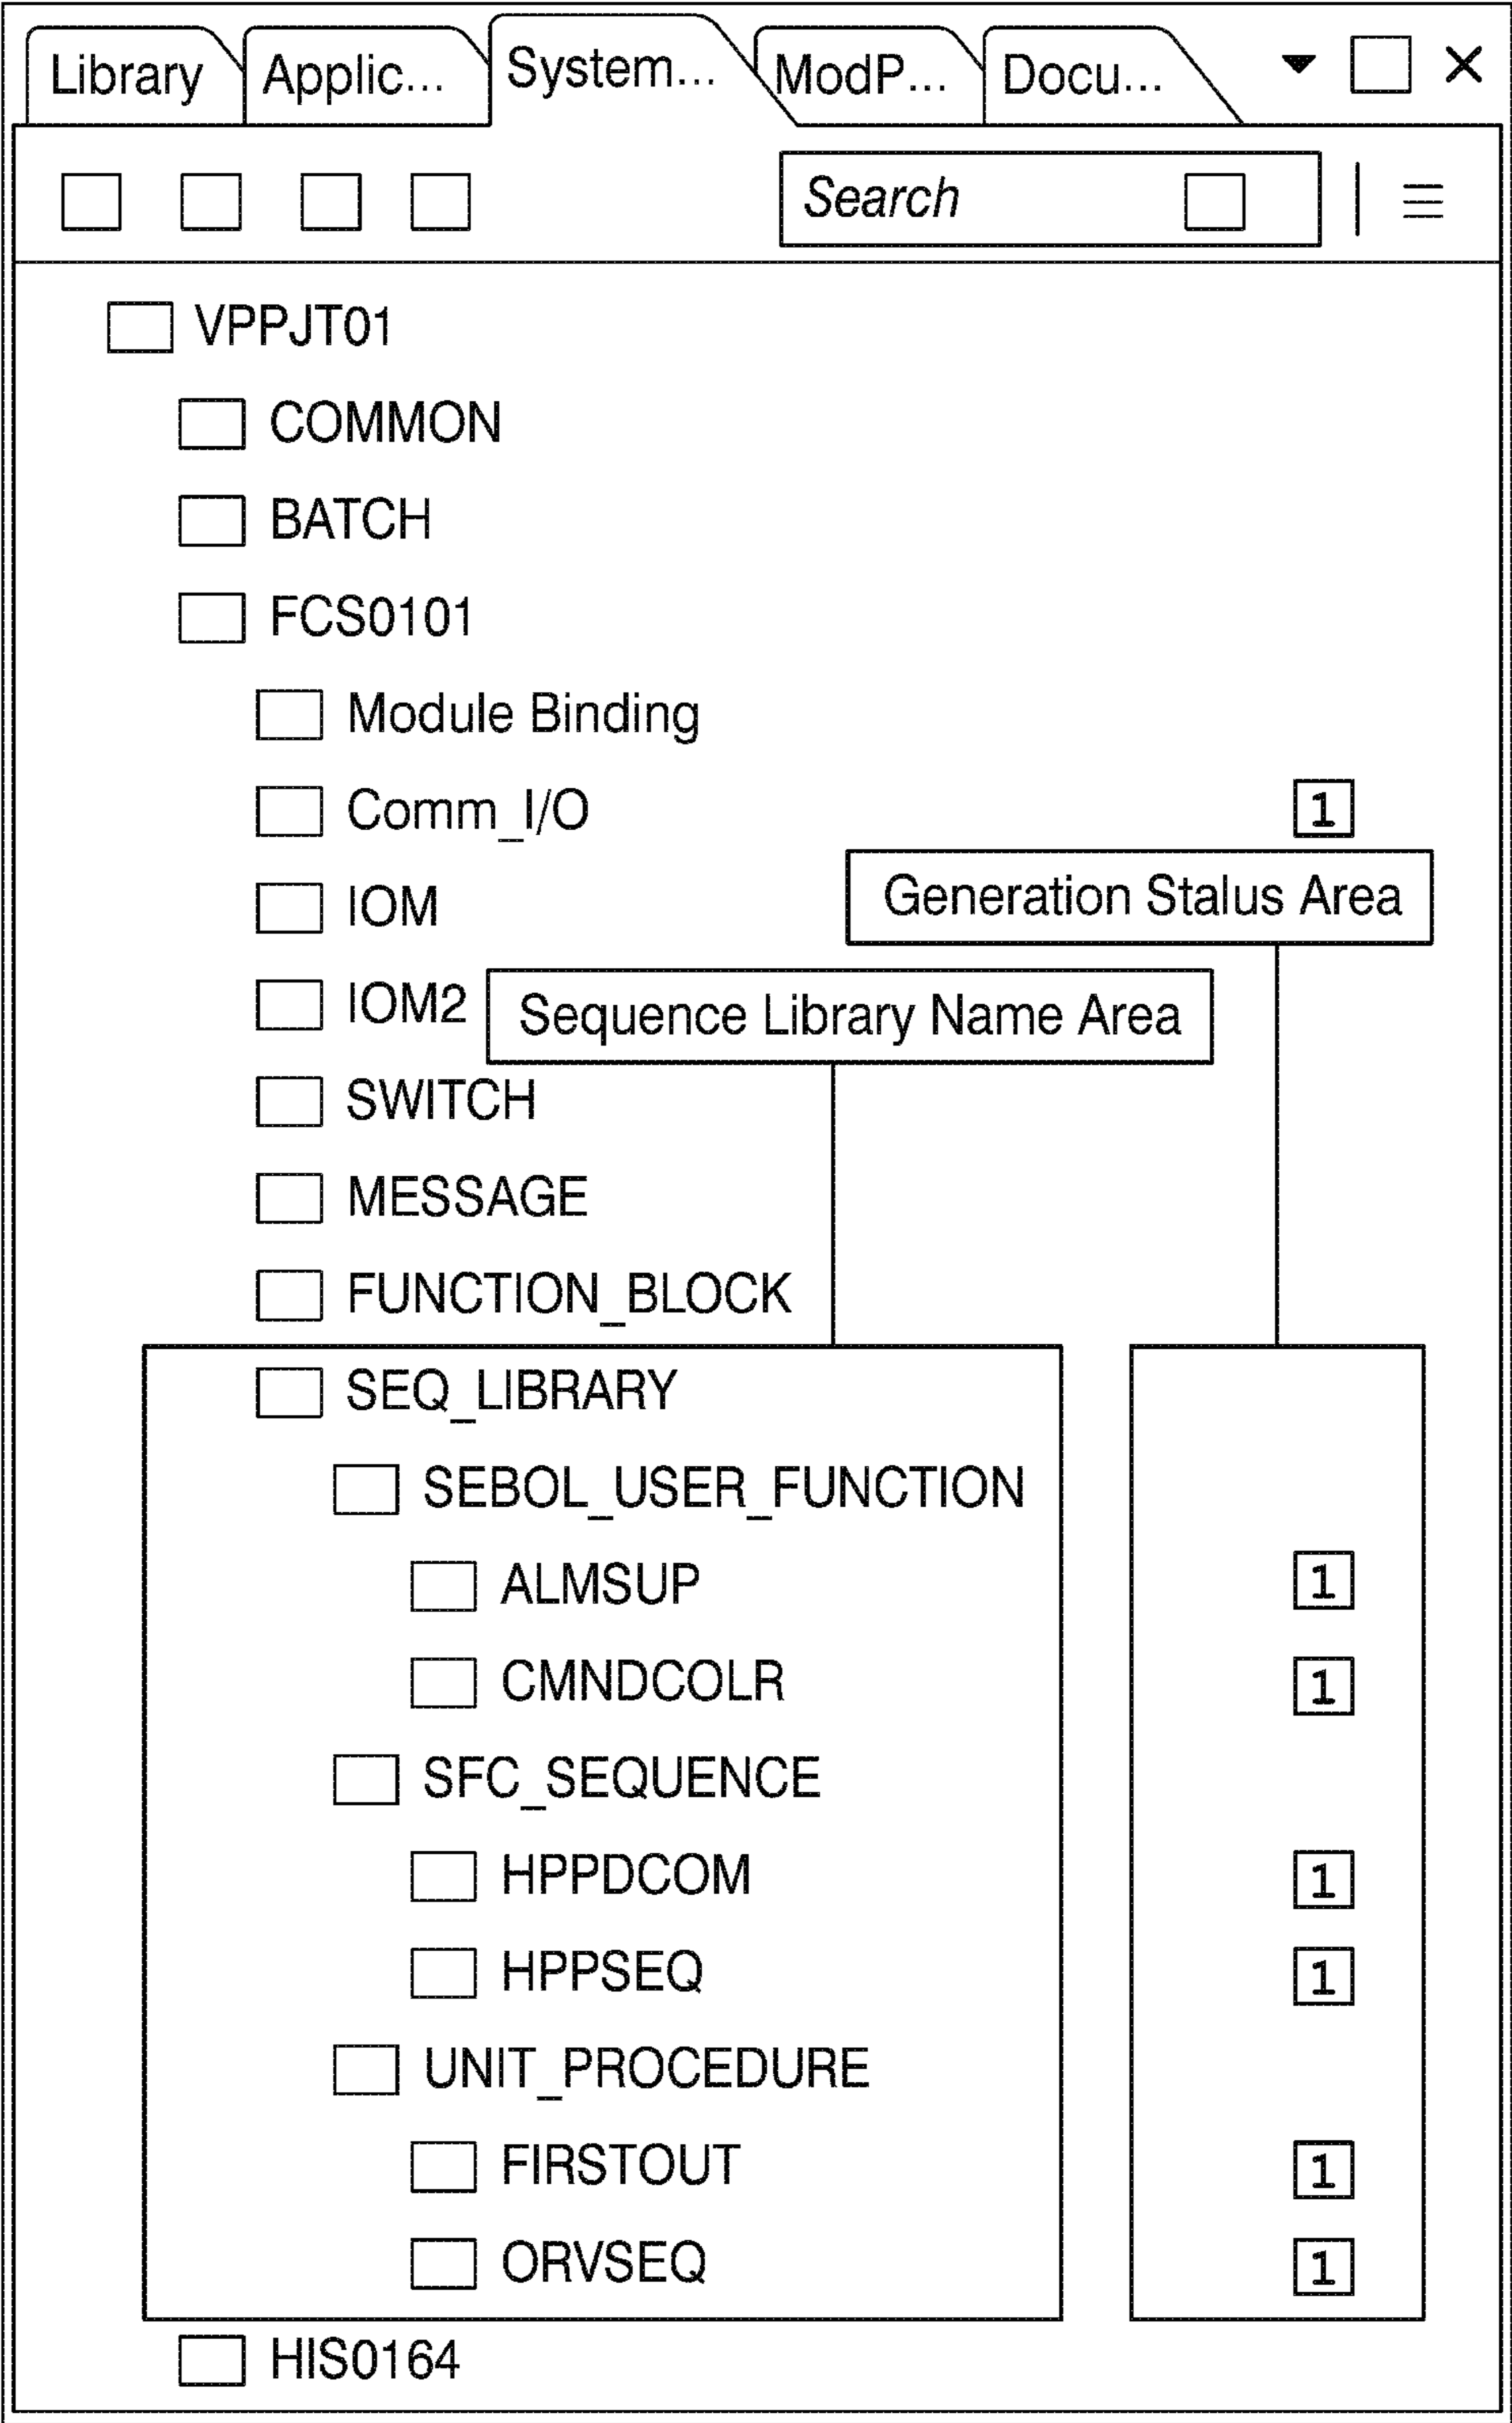 Library Applic... System... ModP... Docu...
Search
VPPJT01
COMMON
BATCH
FCS0101
Module Binding
Comm_I/O 1
Generation Stalus Area
IOM
IOM2
Sequence Library Name Area
SWITCH
MESSAGE
FUNCTION_BLOCK
SEQ_LIBRARY
SEBOL_USER_FUNCTION
ALMSUP 1
CMNDCOLR 1
SFC_SEQUENCE
HPPDCOM 1
HPPSEQ 1
UNIT_PROCEDURE
FIRSTOUT 1
ORVSEQ 1
HIS0164